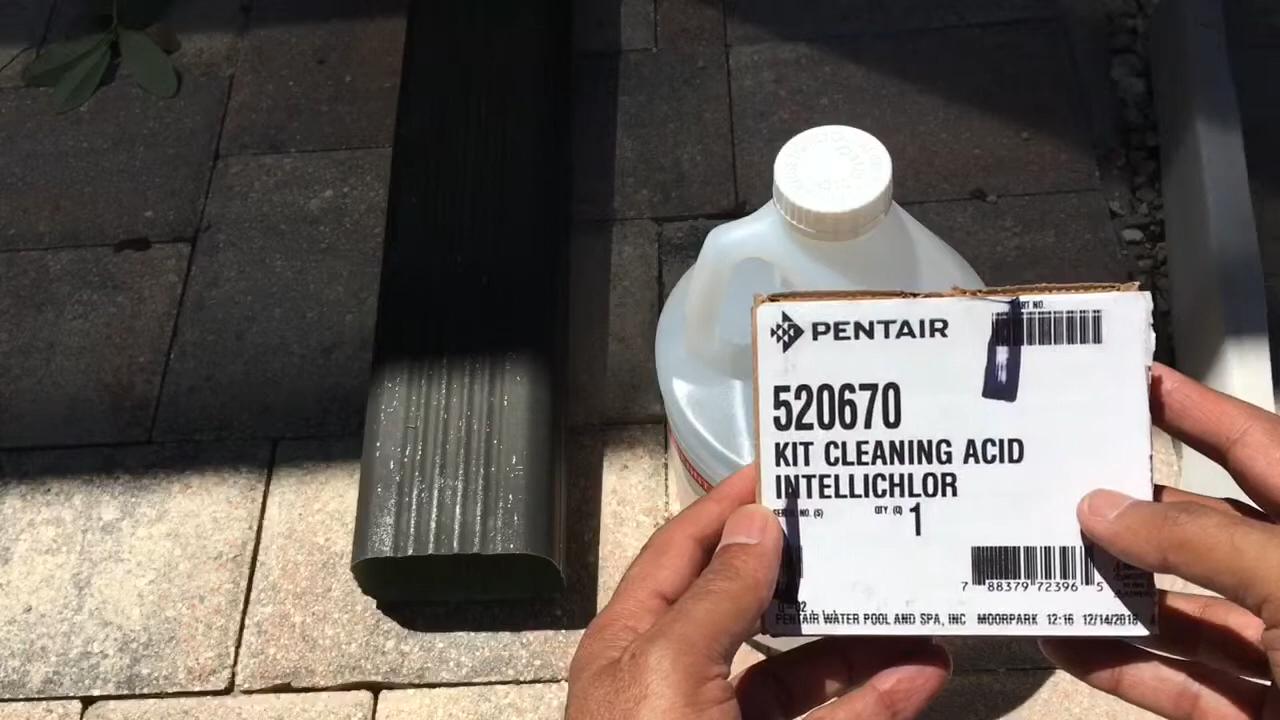 PENTAIR
520670
KIT CLEANING ACID
INTELLICHLOR
QTY (Q) 1
7 88379 72396 5
PENTAIR WATER POOL AND SPA, INC MOORPARK 12:16 12/14/2018